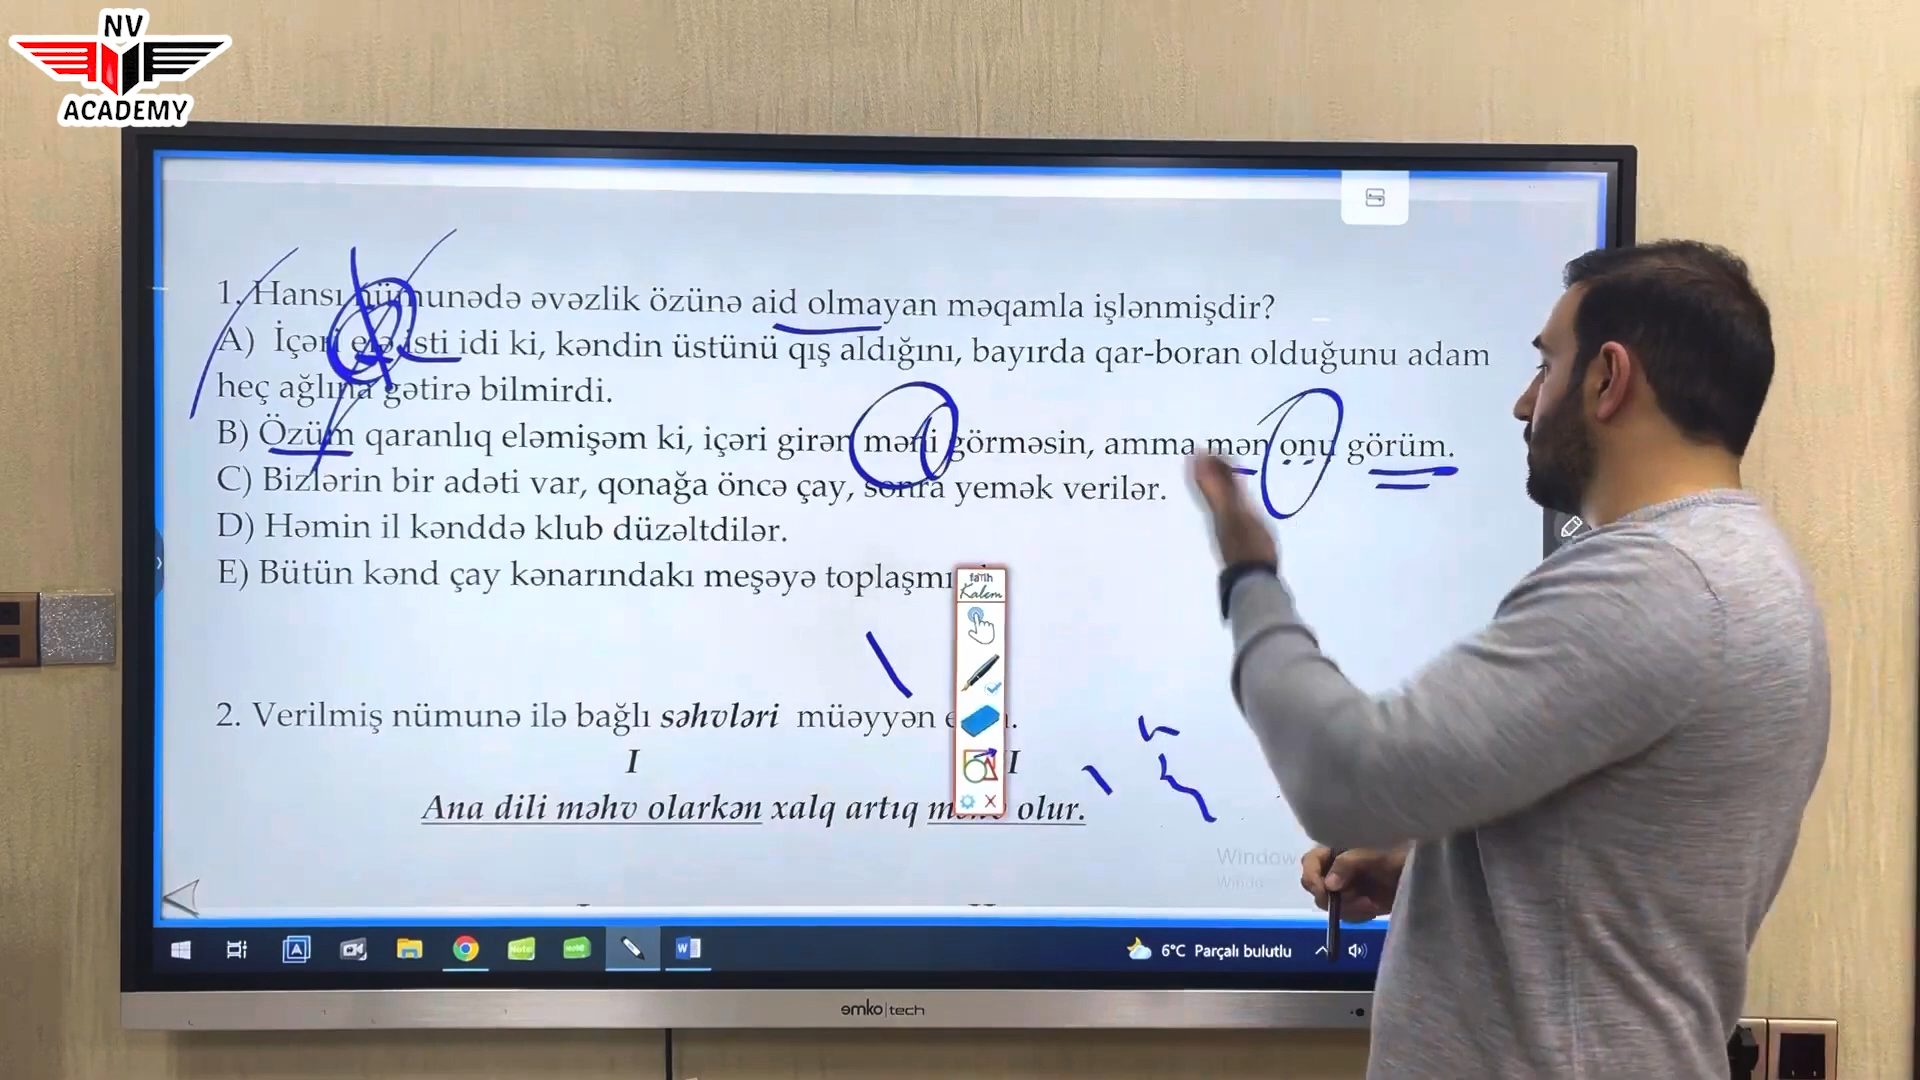 NV
ACADEMY
1. Hansı nümunədə əvəzlik özünə aid olmayan məqamla işlənmişdir?
A) İçəri elə isti idi ki, kəndin üstünü qış aldığını, bayırda qar-boran olduğunu adam
heç ağlına gətirə bilmirdi.
B) Özüm qaranlıq eləmişəm ki, içəri girən məni görməsin, amma mən onu görüm.
C) Bizlərin bir adəti var, qonağa öncə çay, sonra yemək verilər.
D) Həmin il kənddə klub düzəltdilər.
E) Bütün kənd çay kənarındakı meşəyə
fatih
Kalem
2. Verilmiş nümunə ilə bağlı səhvləri müəyyən
I
Ana dili məhv olarkən xalq artıq olur.
Window
6°C Parçalı bulutlu
emko|tech